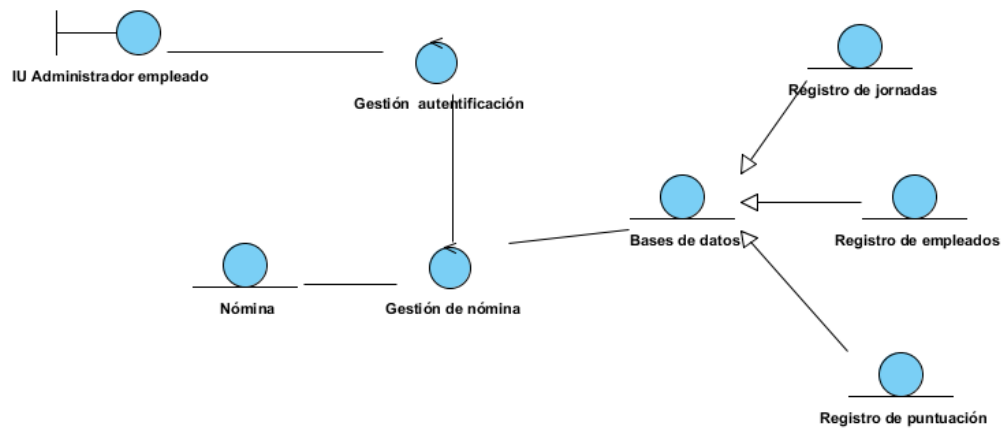 IU Administrador empleado
Gestión autentificación
Registro de jornadas
Bases de datos
Registro de empleados
Nómina
Gestión de nómina
Registro de puntuación